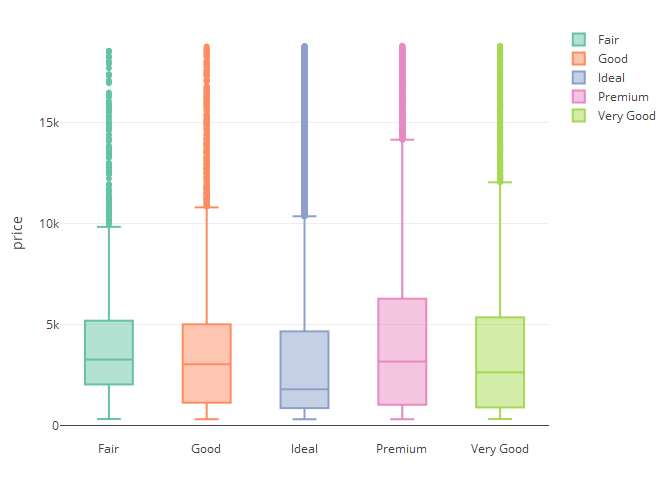 Fair
Good
Ideal
Premium
Very Good
price
15k
10k
5k
0
Fair
Good
Ideal
Premium
Very Good